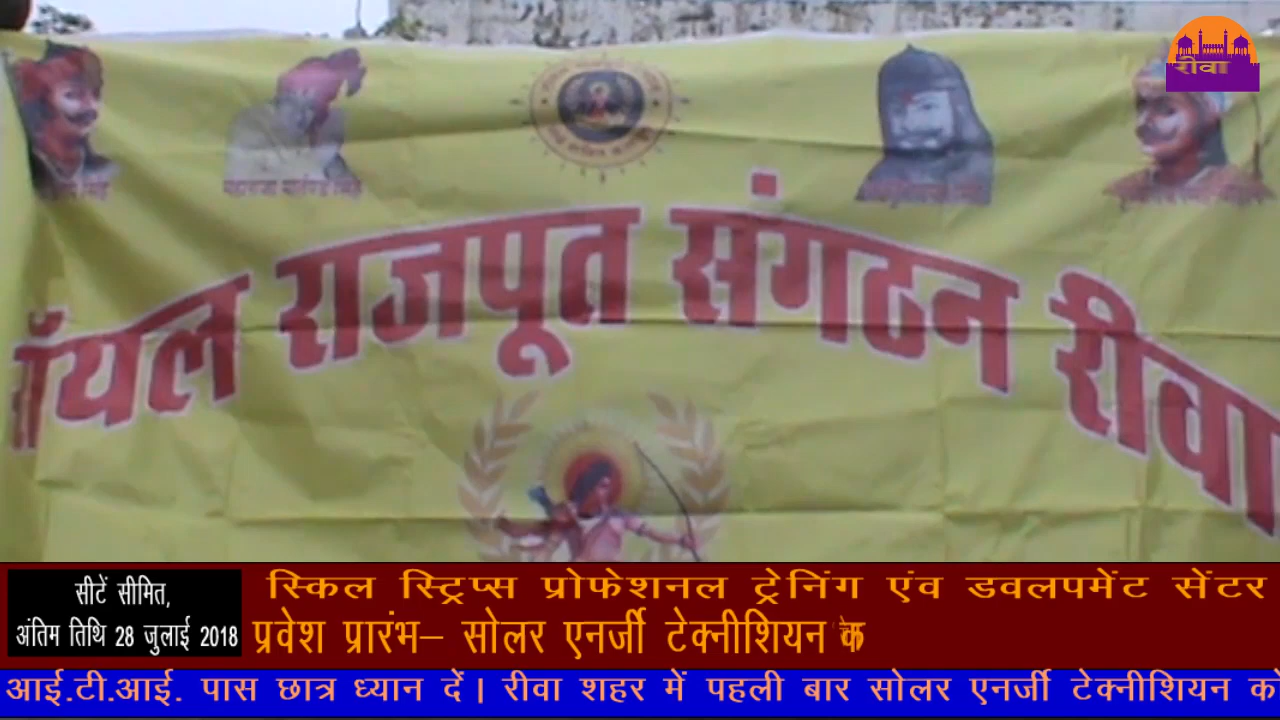 रीवा
रॉयल राजपूत संगठन रीवा
सीटें सीमित,
अंतिम तिथि 28 जुलाई 2018
स्किल स्ट्रिप्स प्रोफेशनल ट्रेनिंग एंव डवलपमेंट सेंटर
प्रवेश प्रारंभ– सोलर एनर्जी टेक्नीशियन
आई.टी.आई. पास छात्र ध्यान दें। रीवा शहर में पहली बार सोलर एनर्जी टेक्नीशियन को